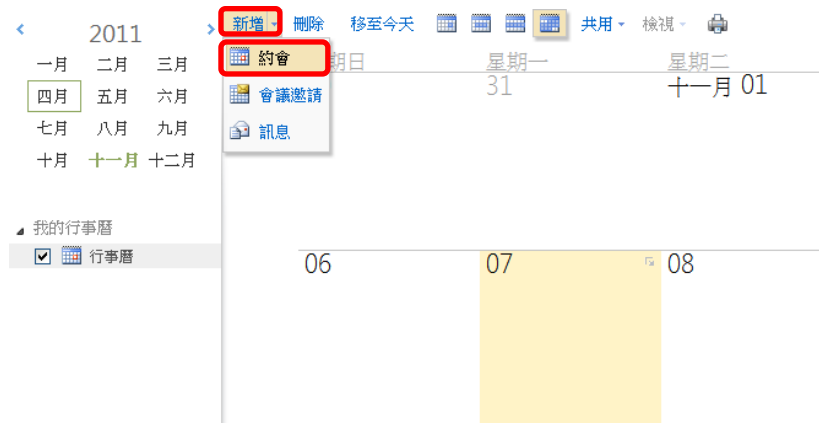 2011
一月 二月 三月
四月 五月 六月
七月 八月 九月
十月 十一月 十二月
我的行事曆
行事曆
新增 刪除 移至今天 共用 檢視
約會
會議邀請
訊息
期日 星期一 星期二
31 十一月 01
06 07 08